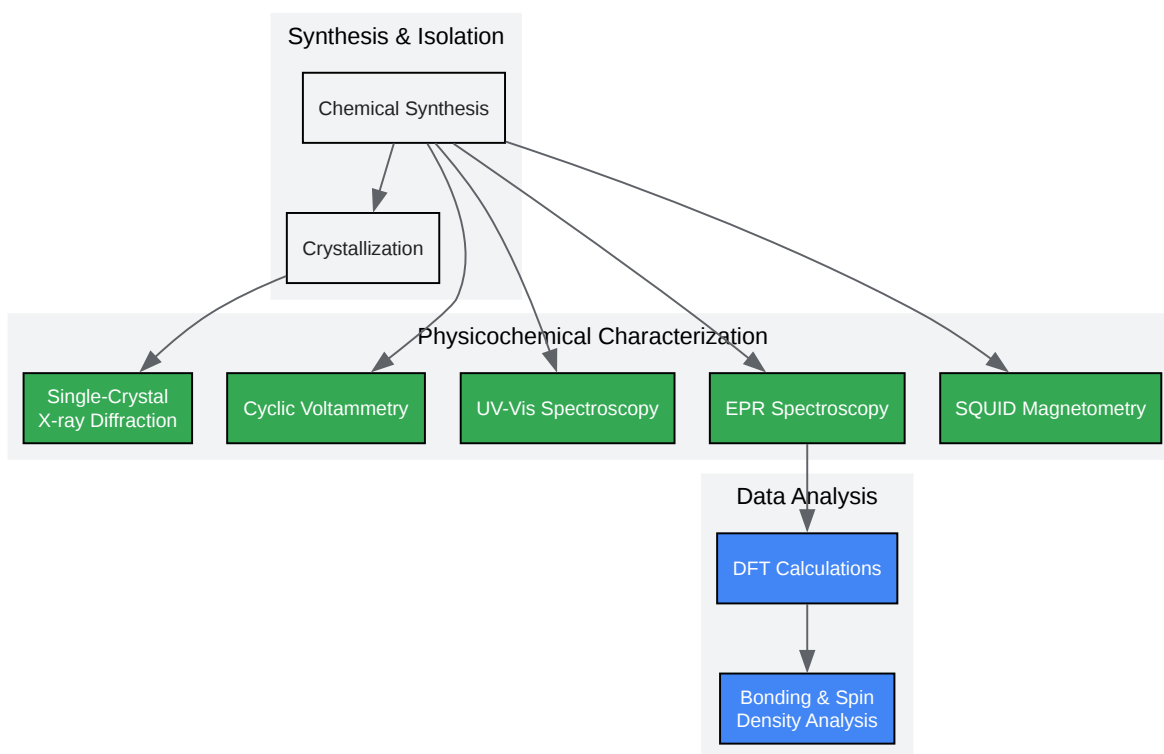 Synthesis & Isolation
Chemical Synthesis
Crystallization
Physicochemical Characterization
Single-Crystal
X-ray Diffraction
Cyclic Voltammetry
UV-Vis Spectroscopy
EPR Spectroscopy
SQUID Magnetometry
Data Analysis
DFT Calculations
Bonding & Spin
Density Analysis